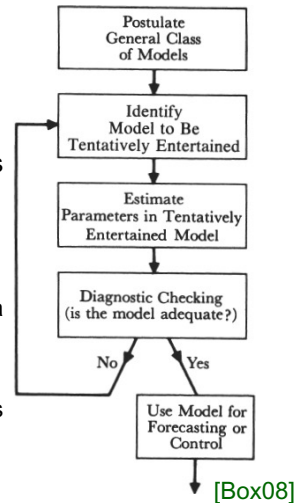 Postulate
General Class
of Models
Identify
Model to Be
Tentatively Entertained
Estimate
Parameters in Tentatively
Entertained Model
Diagnostic Checking
(is the model adequate?)
No
Yes
Use Model for
Forecasting or
Control
[Box08]